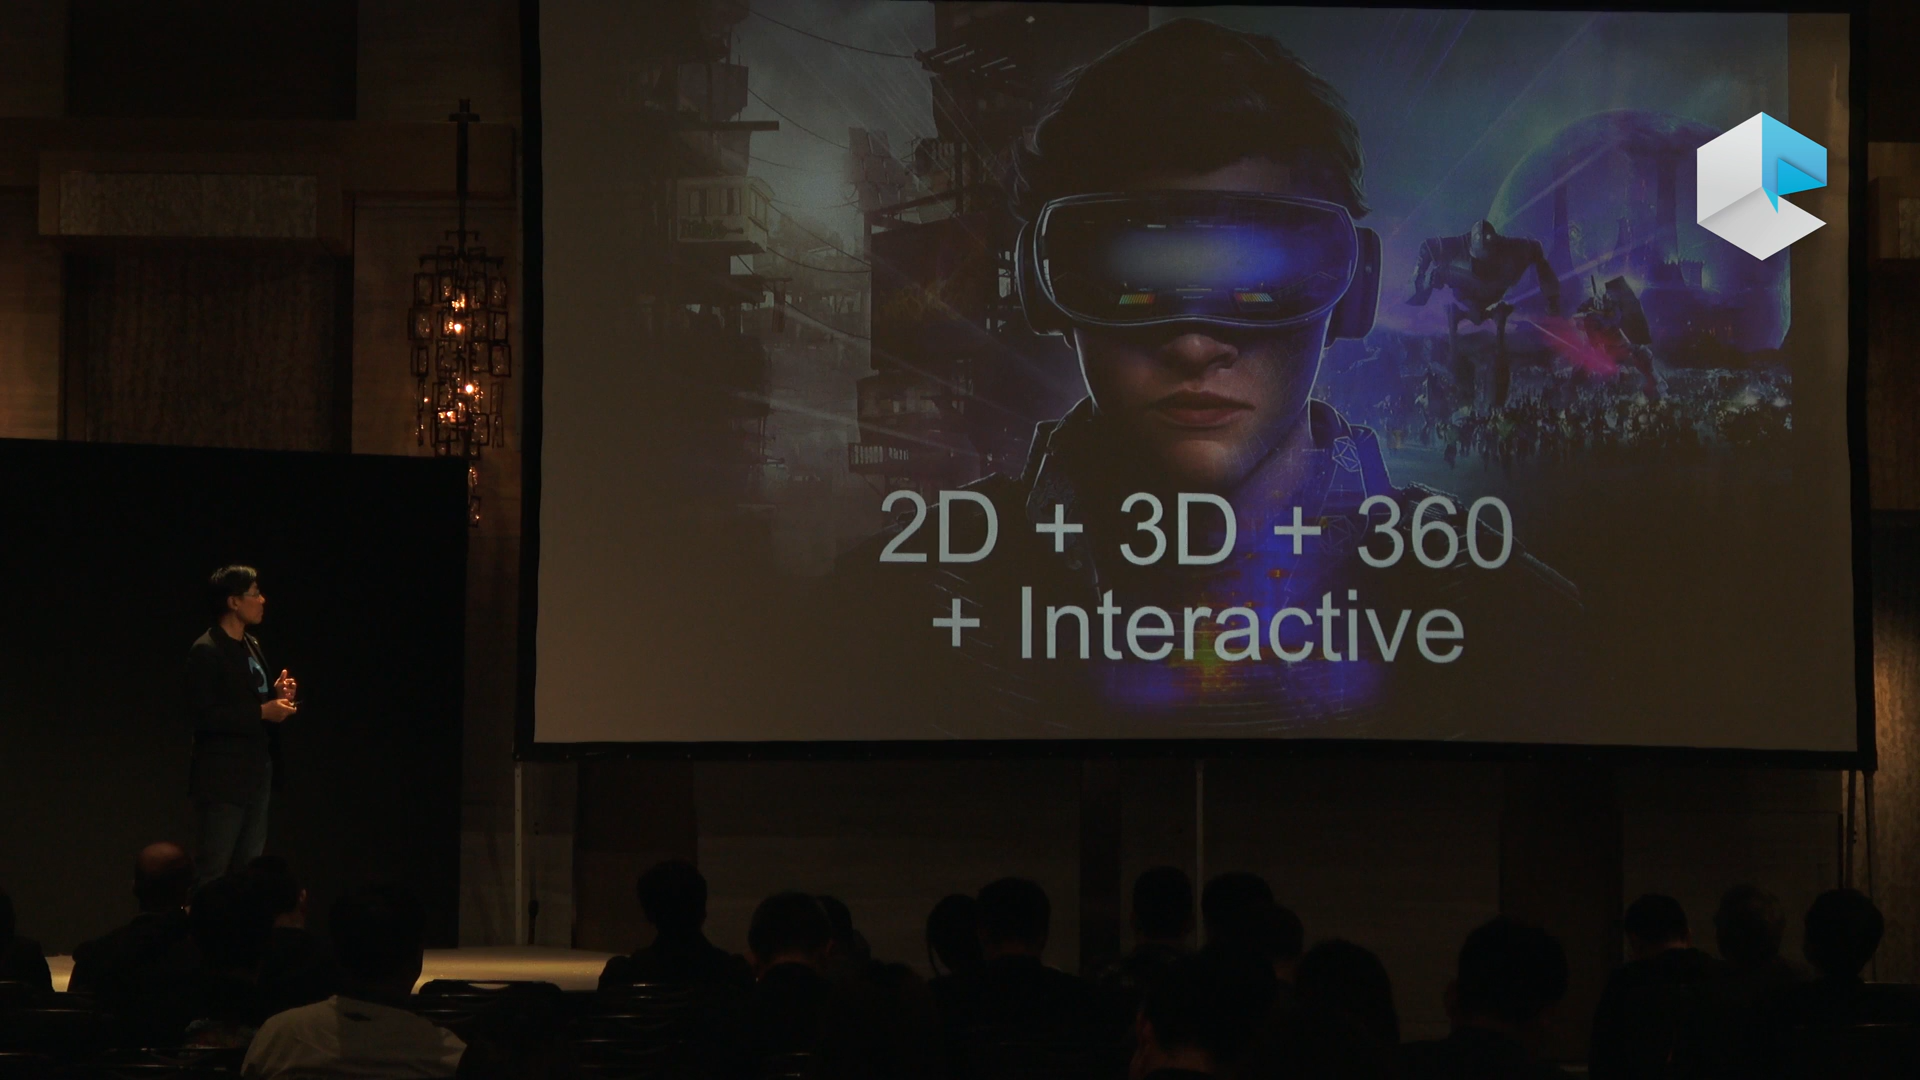 2D + 3D + 360
+ Interactive